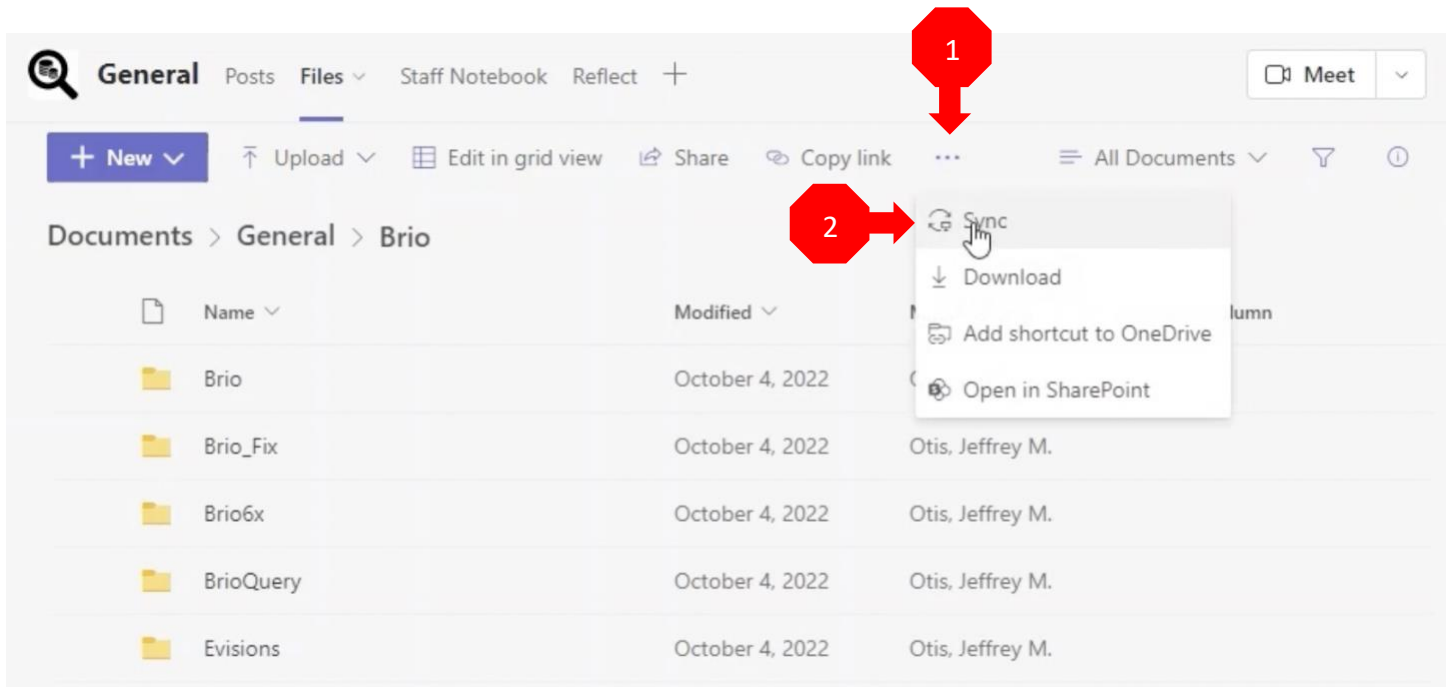 1
General Posts Files Staff Notebook Reflect Meet
New Upload Edit in grid view Share Copy link ... All Documents
2 Sync
Documents > General > Brio
Download
Name Modified lumn
Add shortcut to OneDrive
Brio October 4, 2022
Open in SharePoint
Brio_Fix October 4, 2022 Otis, Jeffrey M.
Brio6x October 4, 2022 Otis, Jeffrey M.
BrioQuery October 4, 2022 Otis, Jeffrey M.
Evisions October 4, 2022 Otis, Jeffrey M.